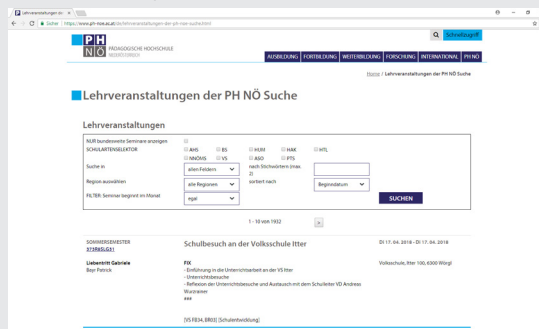 Lehrveranstaltungen der
Sicher | https://www.ph-noe.ac.at/de/lehrveranstaltungen-der-ph-noe-suche.html
PH
NÖ
PÄDAGOGISCHE HOCHSCHULE
NIEDERÖSTERREICH
Schnellzugriff
AUSBILDUNG FORTBILDUNG WEITERBILDUNG FORSCHUNG INTERNATIONAL PH NÖ
Home / Lehrveranstaltungen der PH NÖ Suche
Lehrveranstaltungen der PH NÖ Suche
Lehrveranstaltungen
NUR bundesweite Seminare anzeigen
SCHULARTENSELEKTOR AHS BS HUM HAK HTL
NNÖMS VS ASO PTS
Suche in allen Feldern nach Stichwörtern (max. 2)
Region auswählen alle Regionen sortiert nach Beginndatum
FILTER: Seminar beginnt im Monat egal SUCHEN
1 - 10 von 1932 »
SOMMERSEMESTER Schulbesuch an der Volksschule Itter DI 17. 04. 2018 - DI 17. 04. 2018
Liebentritt Gabriele FIX Volksschule, Itter 100, 6300 Wörgl
Bayr Patrick - Einführung in die Unterrichtsarbeit an der VS Itter
- Unterrichtsbesuche
- Reflexion der Unterrichtsbesuche und Austausch mit dem Schulleiter VD Andreas
Wurzrainer
###
[Schulentwicklung]